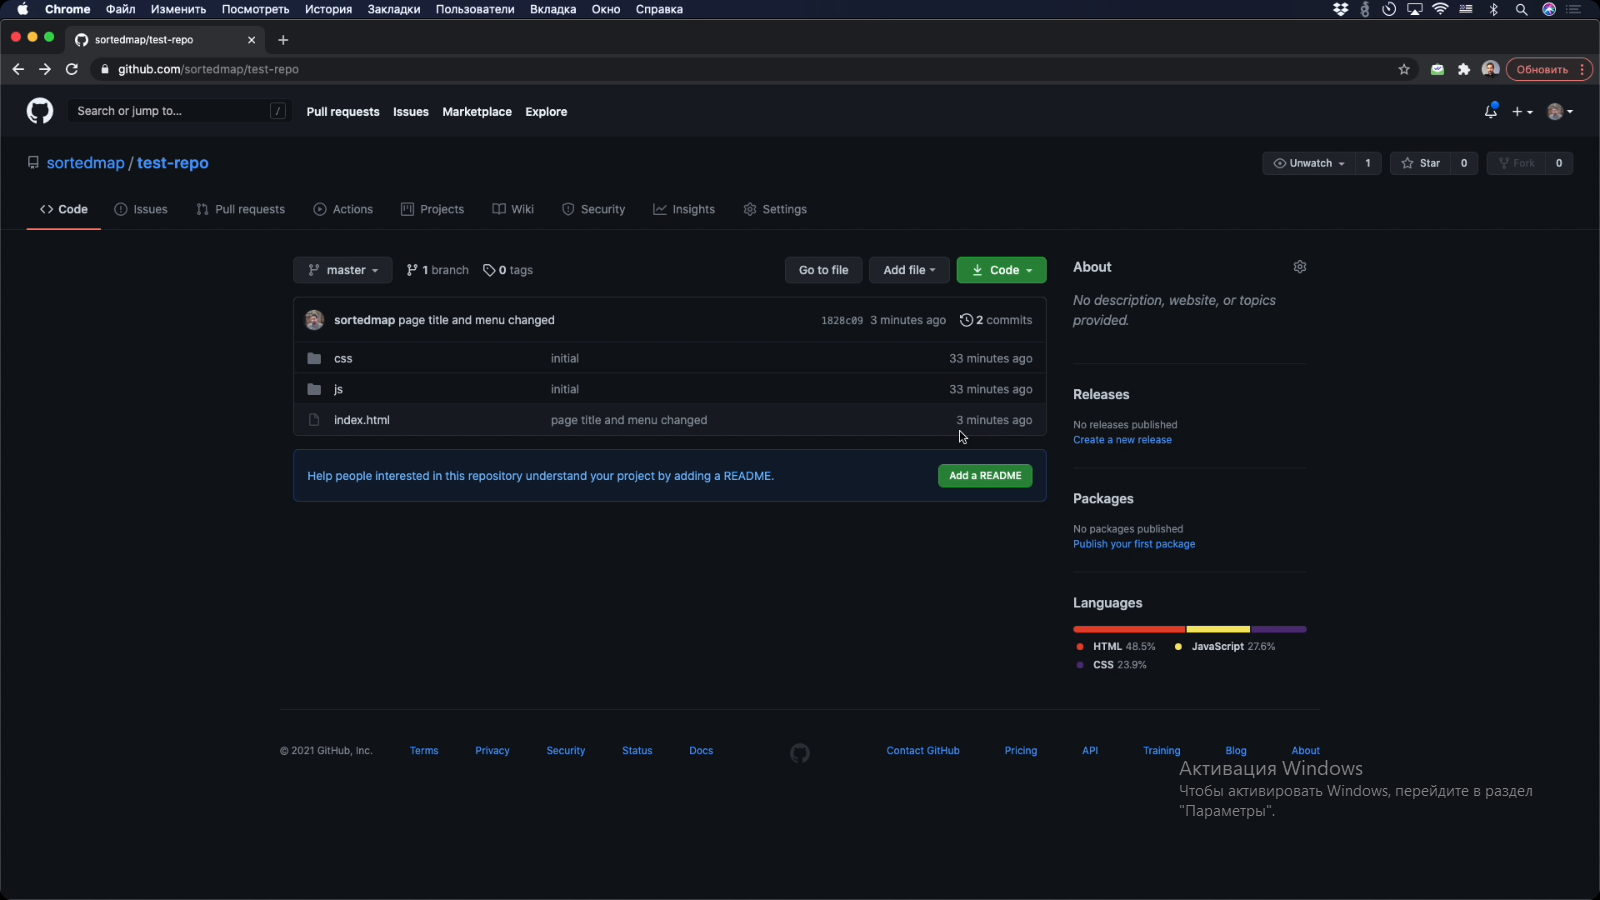 Chrome Файл Изменить Посмотреть История Закладки Пользователи Вкладка Окно Справка
sortedmap/test-repo
github.com/sortedmap/test-repo
Обновить
Search or jump to... /
Pull requests Issues Marketplace Explore
sortedmap / test-repo
Unwatch 1 Star 0 Fork 0
Code Issues Pull requests Actions Projects Wiki Security Insights Settings
master 1 branch 0 tags Go to file Add file Code
sortedmap page title and menu changed 1828c09 3 minutes ago 2 commits
css initial 33 minutes ago
js initial 33 minutes ago
index.html page title and menu changed 3 minutes ago
Help people interested in this repository understand your project by adding a README. Add a README
About
No description, website, or topics
provided.
Releases
No releases published
Create a new release
Packages
No packages published
Publish your first package
Languages
HTML 48.5% JavaScript 27.6%
CSS 23.9%
© 2021 GitHub, Inc. Terms Privacy Security Status Docs Contact GitHub Pricing API Training Blog About
Активация Windows
Чтобы активировать Windows, перейдите в раздел
"Параметры".